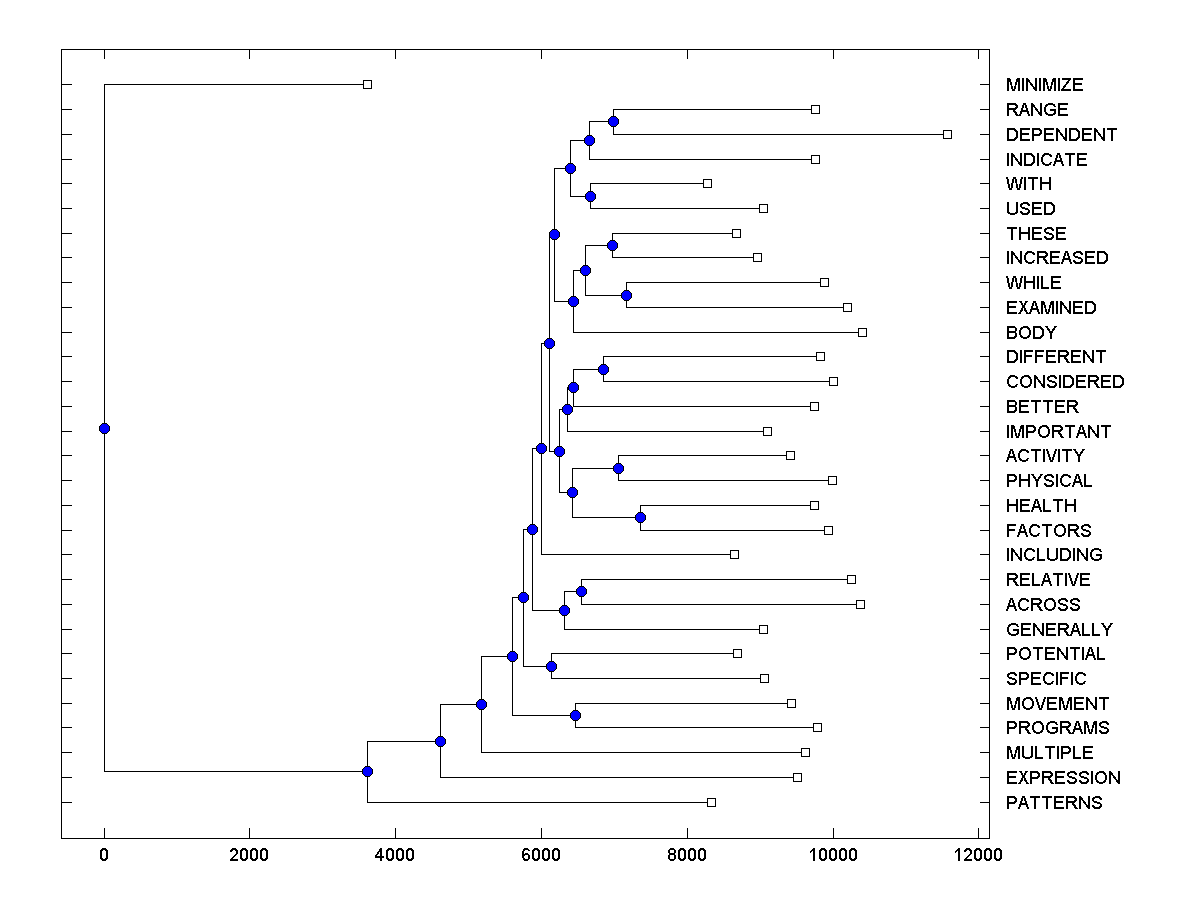 MINIMIZE
RANGE
DEPENDENT
INDICATE
WITH
USED
THESE
INCREASED
WHILE
EXAMINED
BODY
DIFFERENT
CONSIDERED
BETTER
IMPORTANT
ACTIVITY
PHYSICAL
HEALTH
FACTORS
INCLUDING
RELATIVE
ACROSS
GENERALLY
POTENTIAL
SPECIFIC
MOVEMENT
PROGRAMS
MULTIPLE
EXPRESSION
PATTERNS
0 2000 4000 6000 8000 10000 12000